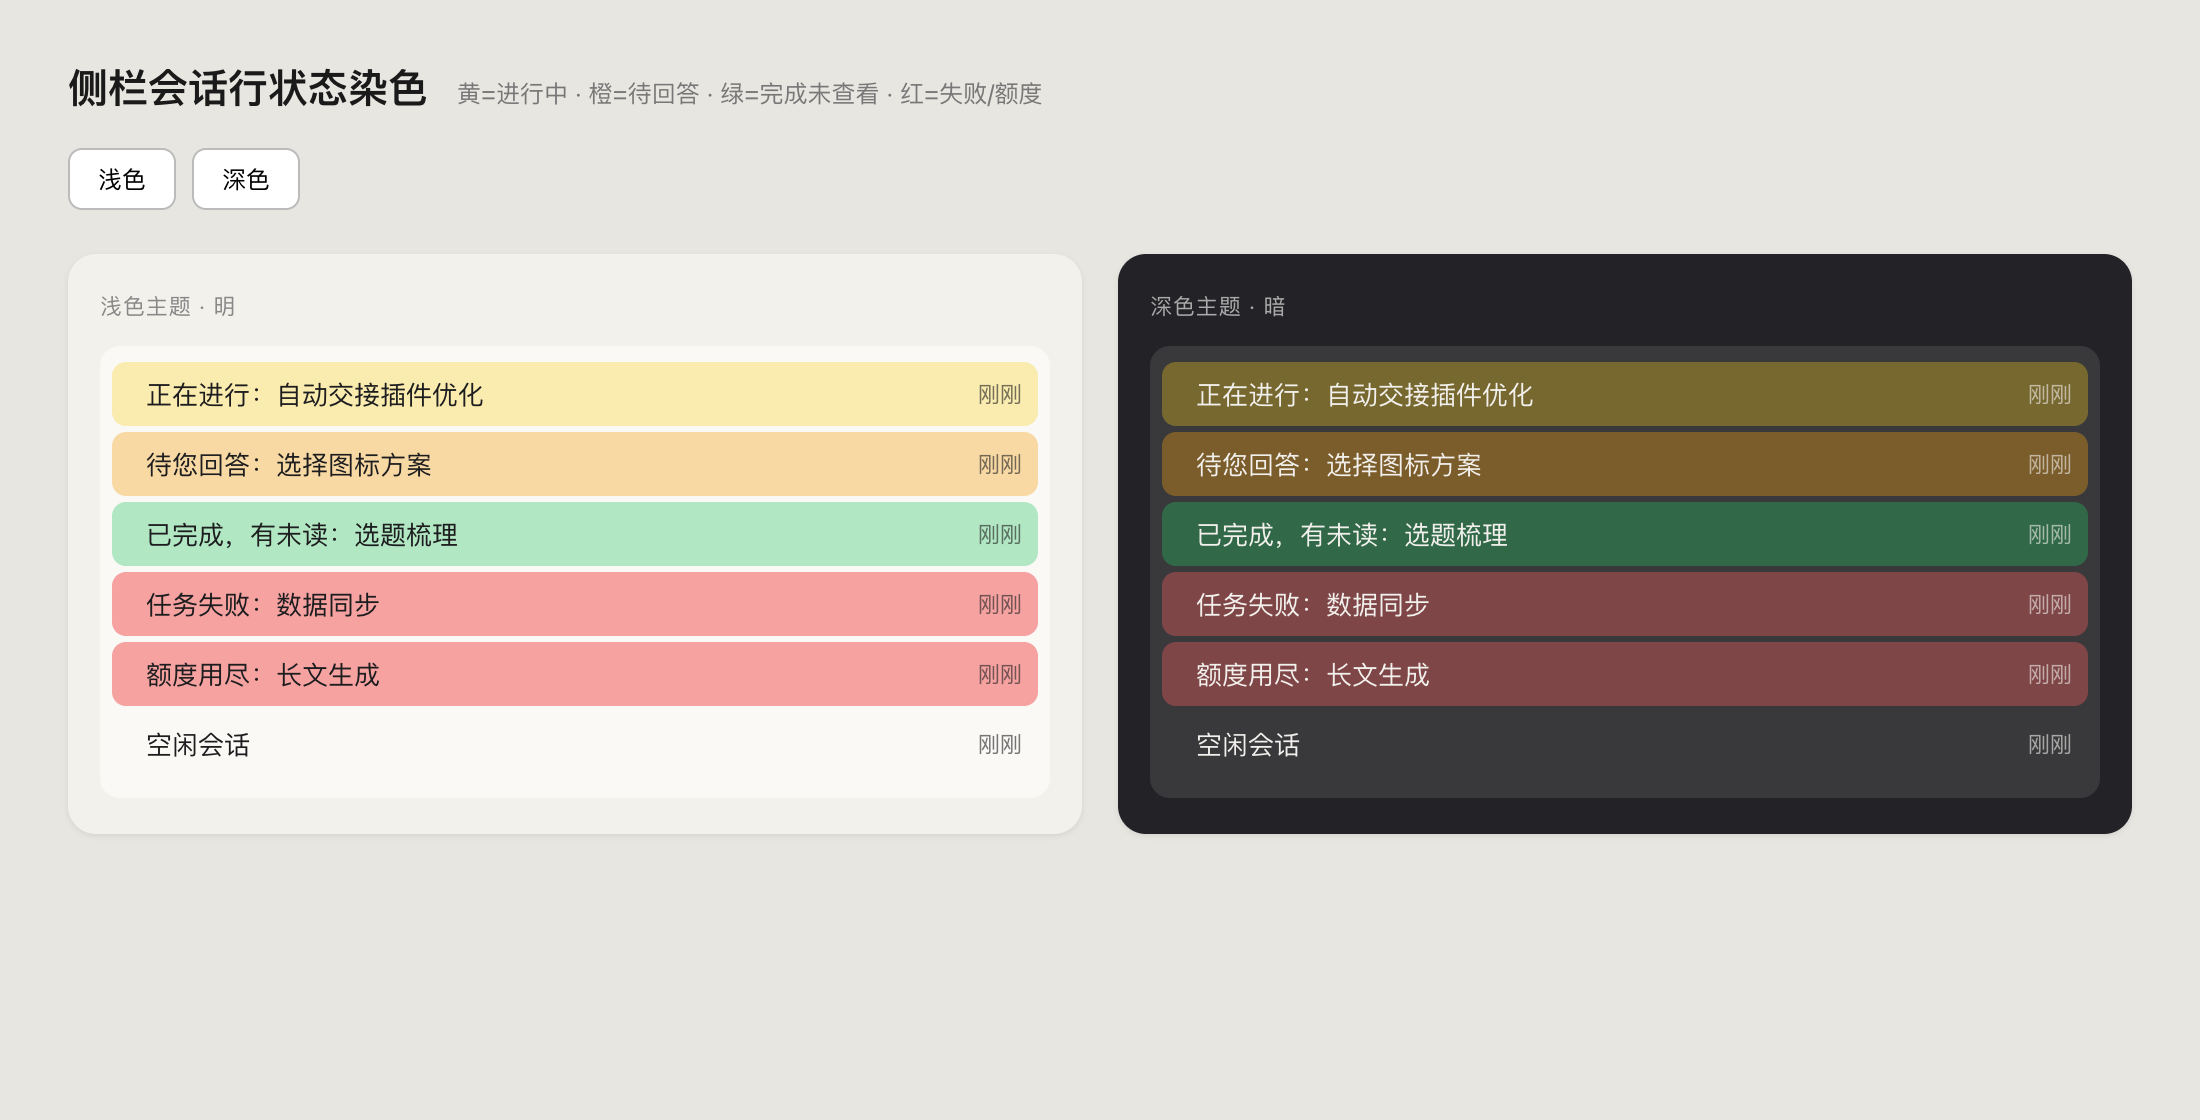 侧栏会话行状态染色 黄=进行中 · 橙=待回答 · 绿=完成未查看 · 红=失败/额度
浅色 深色
浅色主题 · 明
正在进行：自动交接插件优化 刚刚
待您回答：选择图标方案 刚刚
已完成，有未读：选题梳理 刚刚
任务失败：数据同步 刚刚
额度用尽：长文生成 刚刚
空闲会话 刚刚
深色主题 · 暗
正在进行：自动交接插件优化 刚刚
待您回答：选择图标方案 刚刚
已完成，有未读：选题梳理 刚刚
任务失败：数据同步 刚刚
额度用尽：长文生成 刚刚
空闲会话 刚刚